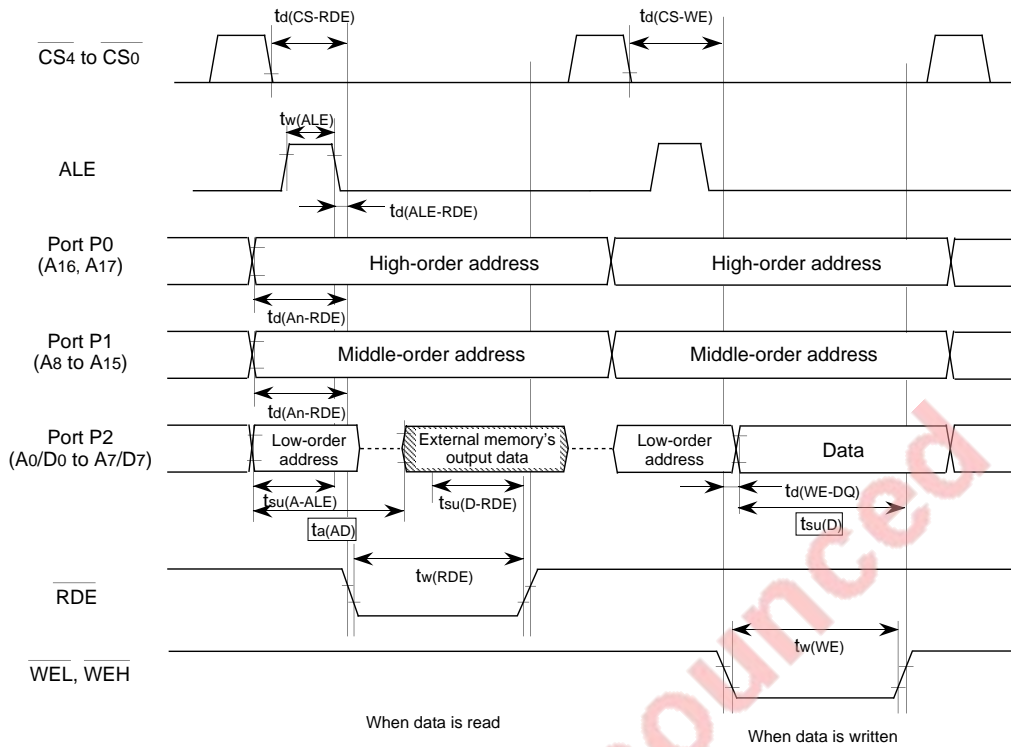 td(CS-RDE) td(CS-WE)
CS4 to CS0
tw(ALE)
ALE
td(ALE-RDE)
Port P0
(A16, A17)
High-order address High-order address
td(An-RDE)
Port P1
(A8 to A15)
Middle-order address Middle-order address
td(An-RDE)
Port P2
(A0/D0 to A7/D7)
Low-order
address
External memory's
output data
Low-order
address
Data
tsu(A-ALE) tsu(D-RDE) td(WE-DQ)
ta(AD) tsu(D)
tw(RDE)
RDE
tw(WE)
WEL, WEH
When data is read
When data is written
ounced